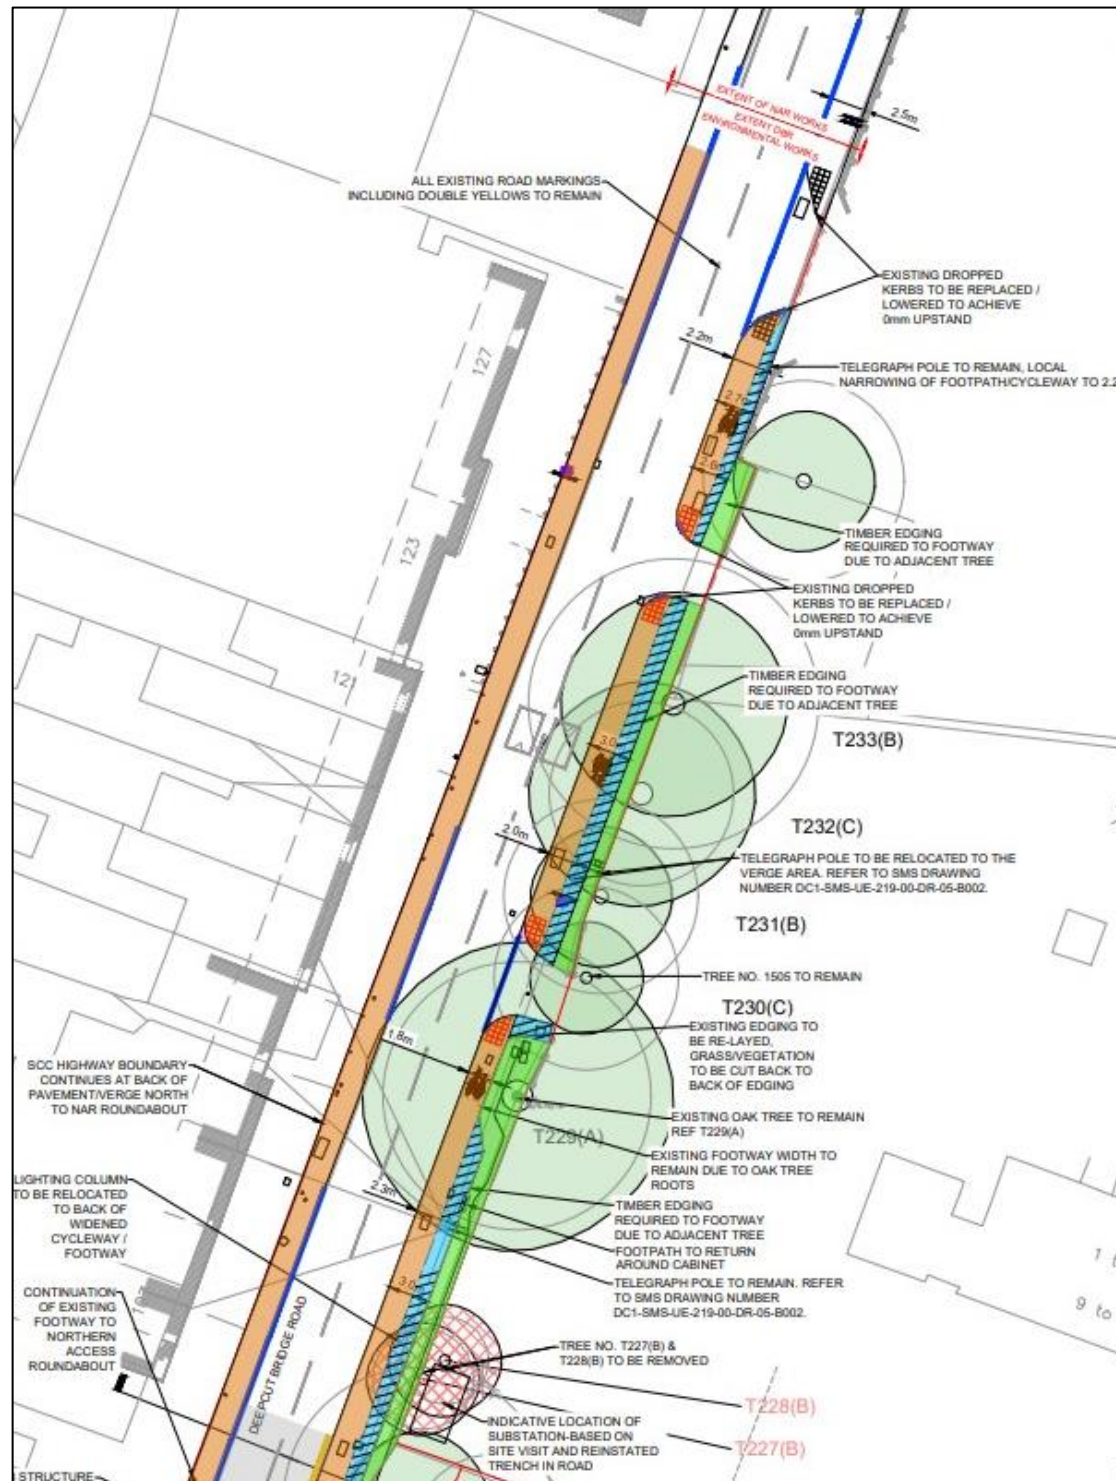 EXTENT OF NAR WORKS
EXTENT DBR
ENVIRONMENTAL WORKS
2.5m
ALL EXISTING ROAD MARKINGS
INCLUDING DOUBLE YELLOWS TO REMAIN
EXISTING DROPPED
KERBS TO BE REPLACED /
LOWERED TO ACHIEVE
0mm UPSTAND
2.2m
127
TELEGRAPH POLE TO REMAIN, LOCAL
NARROWING OF FOOTPATH/CYCLEWAY TO 2.2
2.7
2.6
TIMBER EDGING
REQUIRED TO FOOTWAY
DUE TO ADJACENT TREE
123
EXISTING DROPPED
KERBS TO BE REPLACED /
LOWERED TO ACHIEVE
0mm UPSTAND
121
TIMBER EDGING
REQUIRED TO FOOTWAY
DUE TO ADJACENT TREE
T233(B)
3.0
T232(C)
2.0m
TELEGRAPH POLE TO BE RELOCATED TO THE
VERGE AREA. REFER TO SMS DRAWING
NUMBER DC1-SMS-UE-219-00-DR-05-B002.
T231(B)
TREE NO. 1505 TO REMAIN
T230(C)
EXISTING EDGING TO
BE RE-LAYED,
GRASS/VEGETATION
TO BE CUT BACK TO
BACK OF EDGING
1.8m
SCC HIGHWAY BOUNDARY
CONTINUES AT BACK OF
PAVEMENT/VERGE NORTH
TO NAR ROUNDABOUT
EXISTING OAK TREE TO REMAIN
REF T229(A)
T229(A)
EXISTING FOOTWAY WIDTH TO
REMAIN DUE TO OAK TREE
ROOTS
LIGHTING COLUMN
TO BE RELOCATED
TO BACK OF
WIDENED
CYCLEWAY /
FOOTWAY
2.3m
TIMBER EDGING
REQUIRED TO FOOTWAY
DUE TO ADJACENT TREE
FOOTPATH TO RETURN
AROUND CABINET
TELEGRAPH POLE TO REMAIN. REFER
TO SMS DRAWING NUMBER
DC1-SMS-UE-219-00-DR-05-B002.
3.0
CONTINUATION
OF EXISTING
FOOTWAY TO
NORTHERN
ACCESS
ROUNDABOUT
DEEPCUT BRIDGE ROAD
TREE NO. T227(B) &
T228(B) TO BE REMOVED
T228(B)
INDICATIVE LOCATION OF
SUBSTATION-BASED ON
SITE VISIT AND REINSTATED
TRENCH IN ROAD
T227(B)
9 to
STRUCTURE